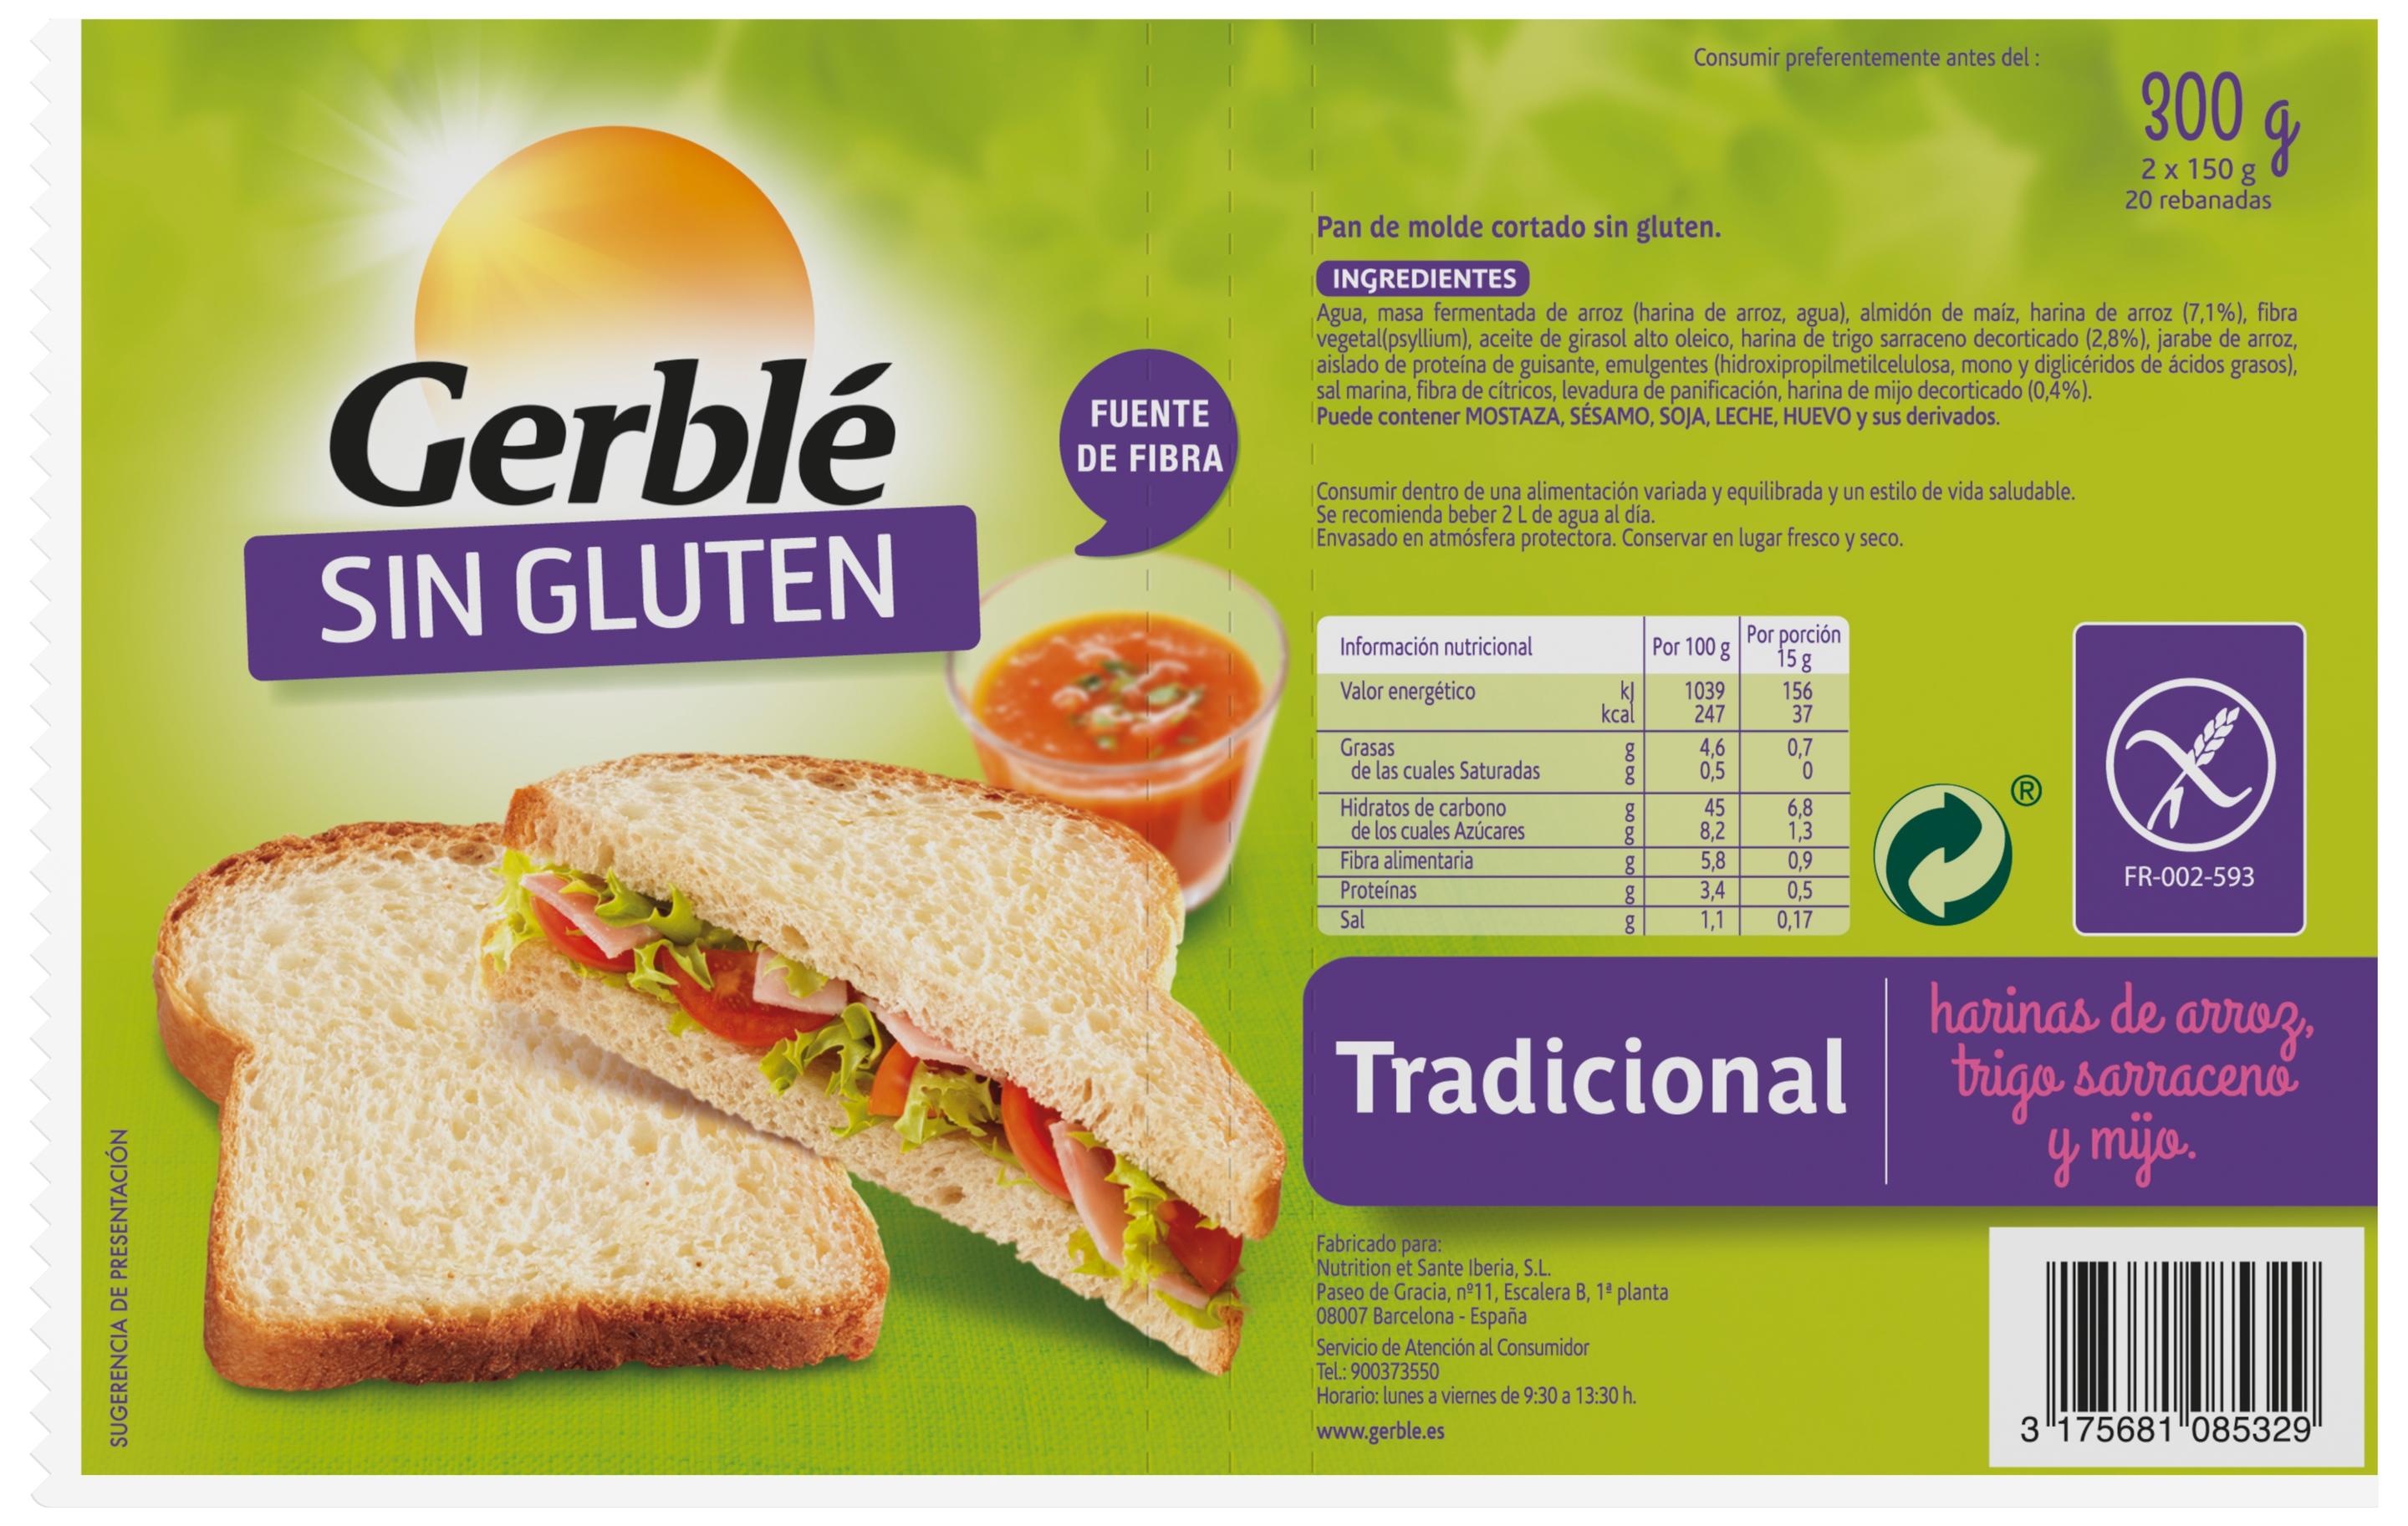 Gerblé
SIN GLUTEN
FUENTE
DE FIBRA
SUGERENCIA DE PRESENTACIÓN
Consumir preferentemente antes del :
300 g
2 x 150 g
20 rebanadas
Pan de molde cortado sin gluten.
INGREDIENTES
Agua, masa fermentada de arroz (harina de arroz, agua), almidón de maíz, harina de arroz (7,1%), fibra
vegetal(psyllium), aceite de girasol alto oleico, harina de trigo sarraceno decorticado (2,8%), jarabe de arroz,
aislado de proteína de guisante, emulgentes (hidroxipropilmetilcelulosa, mono y diglicéridos de ácidos grasos),
sal marina, fibra de cítricos, levadura de panificación, harina de mijo decorticado (0,4%).
Puede contener MOSTAZA, SÉSAMO, SOJA, LECHE, HUEVO y sus derivados.
Consumir dentro de una alimentación variada y equilibrada y un estilo de vida saludable.
Se recomienda beber 2 L de agua al día.
Envasado en atmósfera protectora. Conservar en lugar fresco y seco.
Información nutricional Por 100 g Por porción 15 g
Valor energético kJ 1039 156
kcal 247 37
Grasas g 4,6 0,7
de las cuales Saturadas g 0,5 0
Hidratos de carbono g 45 6,8
de los cuales Azúcares g 8,2 1,3
Fibra alimentaria g 5,8 0,9
Proteínas g 3,4 0,5
Sal g 1,1 0,17
®
FR-002-593
Tradicional
harinas de arroz,
trigo sarraceno
y mijo.
Fabricado para:
Nutrition et Sante Iberia, S.L.
Paseo de Gracia, nº11, Escalera B, 1ª planta
08007 Barcelona - España
Servicio de Atención al Consumidor
Tel.: 900373550
Horario: lunes a viernes de 9:30 a 13:30 h.
www.gerble.es
3 175681 085329